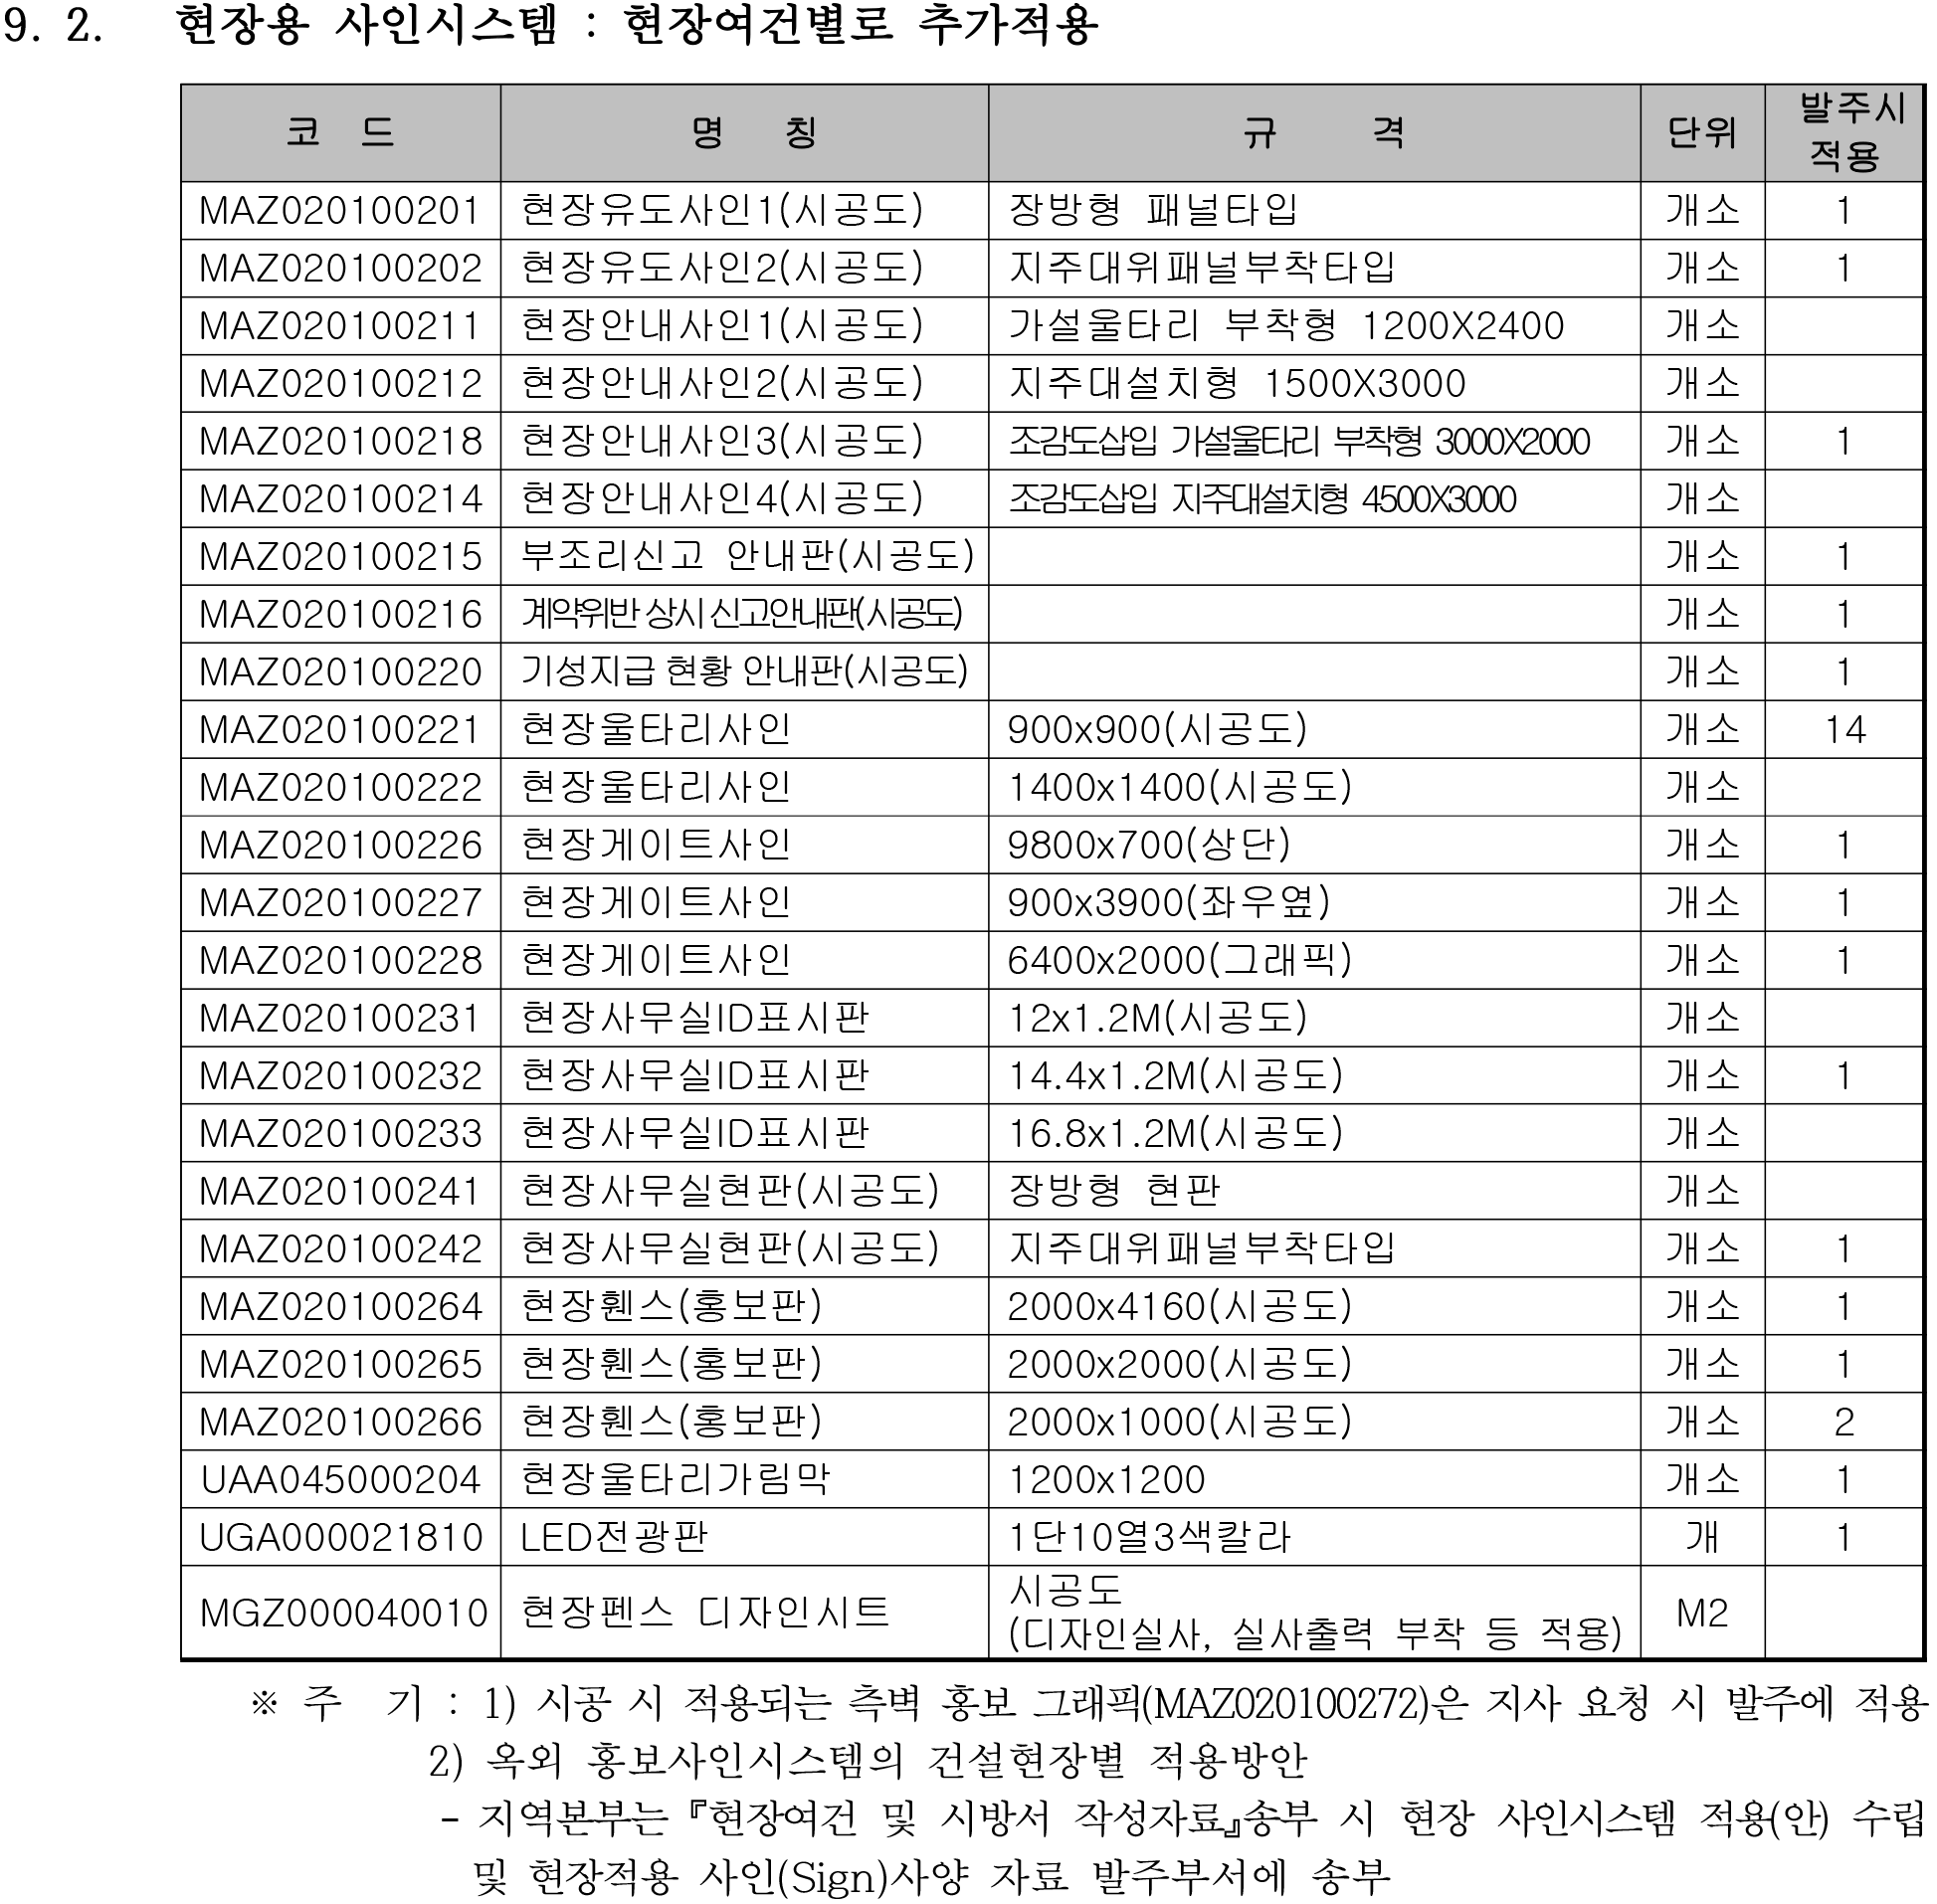 9. 2. 현장용 사인시스템 : 현장여건별로 추가적용
코 드 명 칭 규 격 단위 발주시 적용
MAZ020100201 현장유도사인1(시공도) 장방형 패널타입 개소 1
MAZ020100202 현장유도사인2(시공도) 지주대위패널부착타입 개소 1
MAZ020100211 현장안내사인1(시공도) 가설울타리 부착형 1200X2400 개소
MAZ020100212 현장안내사인2(시공도) 지주대설치형 1500X3000 개소
MAZ020100218 현장안내사인3(시공도) 조감도삽입 가설울타리 부착형 3000X2000 개소 1
MAZ020100214 현장안내사인4(시공도) 조감도삽입 지주대설치형 4500X3000 개소
MAZ020100215 부조리신고 안내판(시공도) 개소 1
MAZ020100216 계약위반 상시 신고안내판(시공도) 개소 1
MAZ020100220 기성지급 현황 안내판(시공도) 개소 1
MAZ020100221 현장울타리사인 900x900(시공도) 개소 14
MAZ020100222 현장울타리사인 1400x1400(시공도) 개소
MAZ020100226 현장게이트사인 9800x700(상단) 개소 1
MAZ020100227 현장게이트사인 900x3900(좌우옆) 개소 1
MAZ020100228 현장게이트사인 6400x2000(그래픽) 개소 1
MAZ020100231 현장사무실ID표시판 12x1.2M(시공도) 개소
MAZ020100232 현장사무실ID표시판 14.4x1.2M(시공도) 개소 1
MAZ020100233 현장사무실ID표시판 16.8x1.2M(시공도) 개소
MAZ020100241 현장사무실현판(시공도) 장방형 현판 개소
MAZ020100242 현장사무실현판(시공도) 지주대위패널부착타입 개소 1
MAZ020100264 현장휀스(홍보판) 2000x4160(시공도) 개소 1
MAZ020100265 현장휀스(홍보판) 2000x2000(시공도) 개소 1
MAZ020100266 현장휀스(홍보판) 2000x1000(시공도) 개소 2
UAA045000204 현장울타리가림막 1200x1200 개소 1
UGA000021810 LED전광판 1단10열3색칼라 개 1
MGZ000040010 현장펜스 디자인시트 시공도 M2
(디자인실사, 실사출력 부착 등 적용)
※ 주 기 : 1) 시공 시 적용되는 측벽 홍보 그래픽(MAZ020100272)은 지사 요청 시 발주에 적용
2) 옥외 홍보사인시스템의 건설현장별 적용방안
- 지역본부는『현장여건 및 시방서 작성자료』송부 시 현장 사인시스템 적용(안) 수립
및 현장적용 사인(Sign)사양 자료 발주부서에 송부